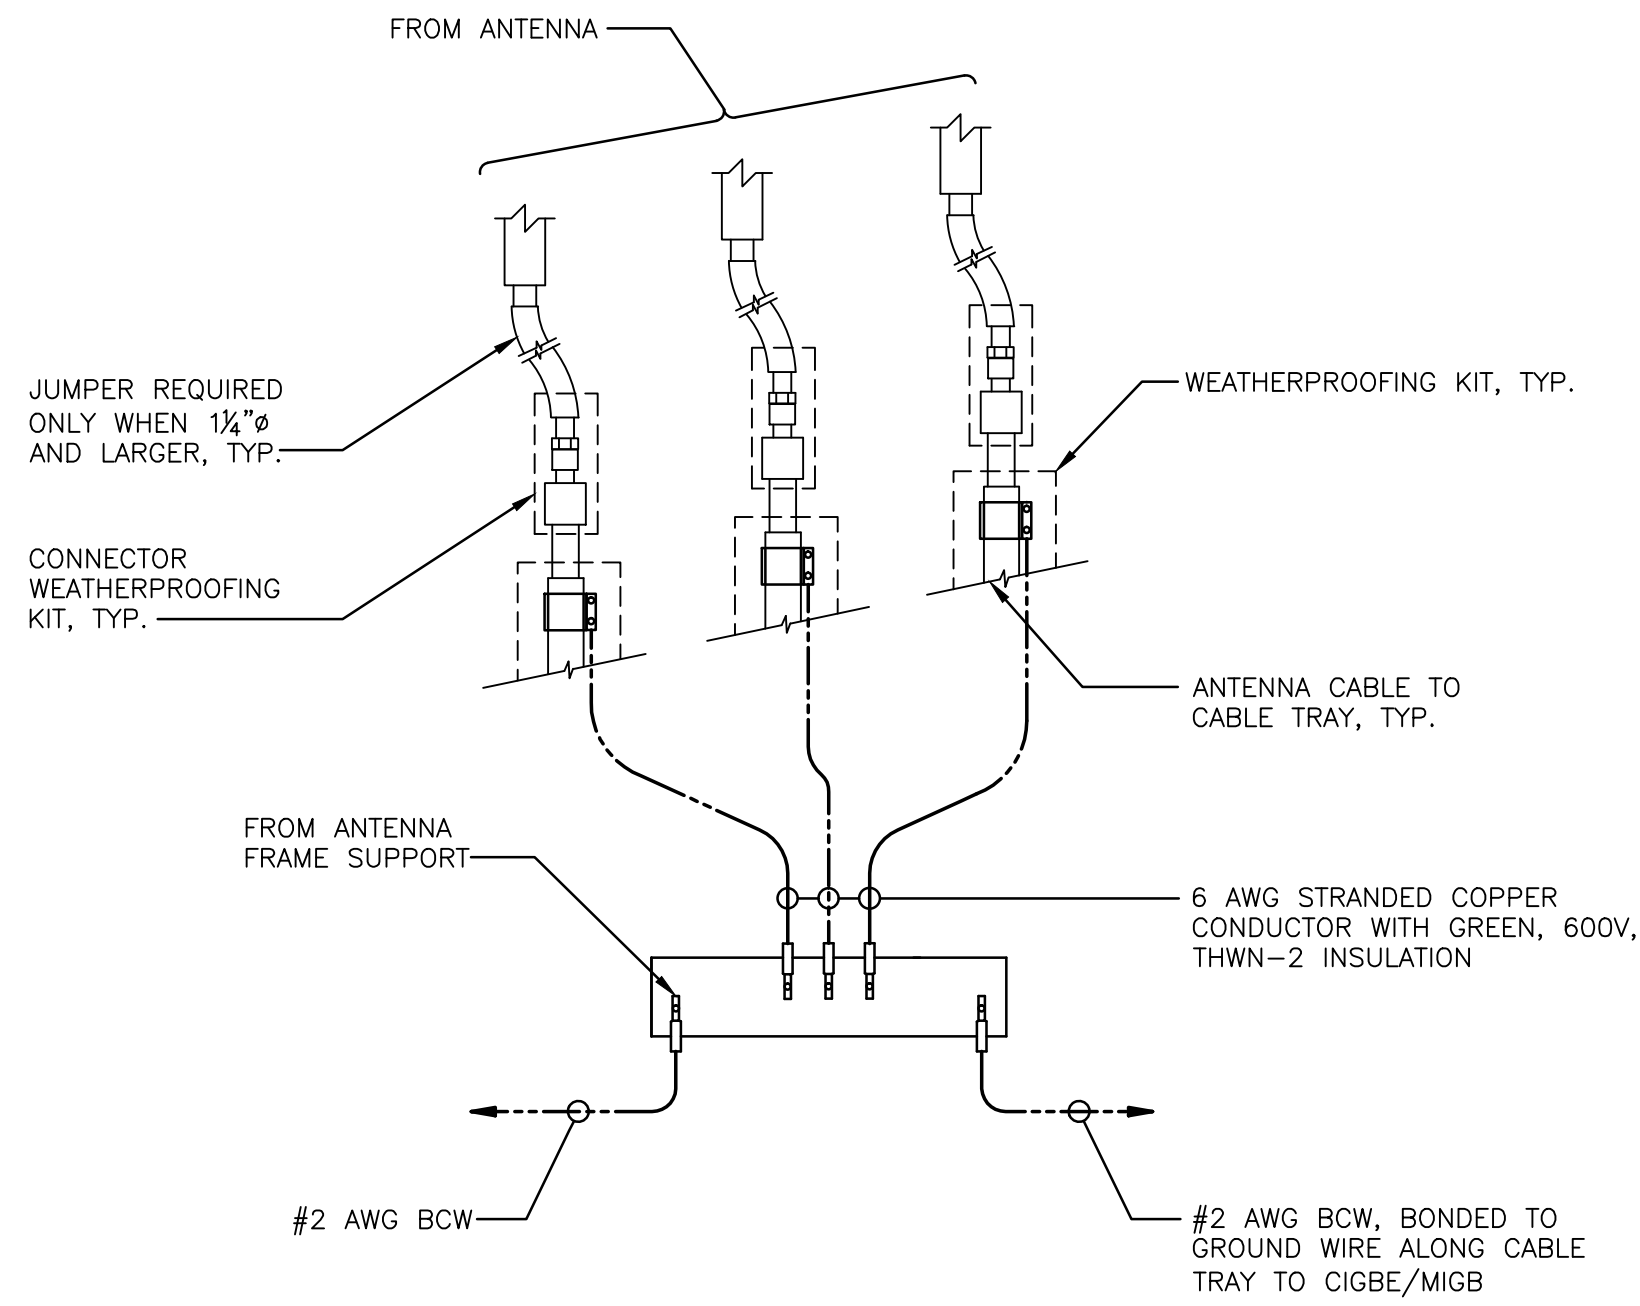 FROM ANTENNA
JUMPER REQUIRED
ONLY WHEN 1¼"ø
AND LARGER, TYP.
WEATHERPROOFING KIT, TYP.
CONNECTOR
WEATHERPROOFING
KIT, TYP.
ANTENNA CABLE TO
CABLE TRAY, TYP.
FROM ANTENNA
FRAME SUPPORT
6 AWG STRANDED COPPER
CONDUCTOR WITH GREEN, 600V,
THWN-2 INSULATION
#2 AWG BCW
#2 AWG BCW, BONDED TO
GROUND WIRE ALONG CABLE
TRAY TO CIGBE/MIGB